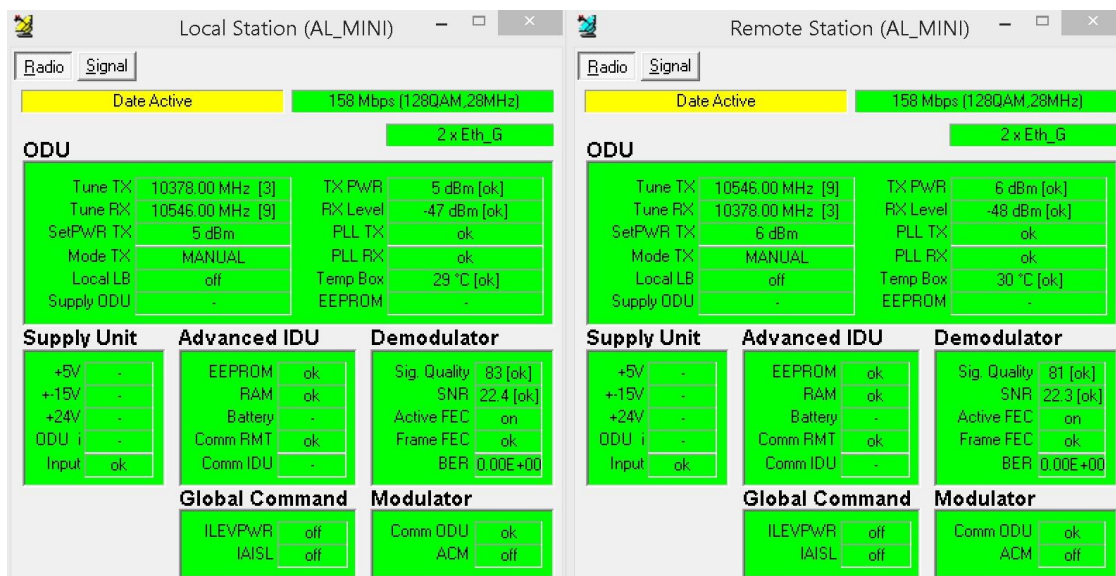 Local Station (AL_MINI)
Radio Signal
Date Active 158 Mbps (128QAM,28MHz)
2 x Eth_G
ODU
Tune TX 10378.00 MHz [3] TX PWR 5 dBm [ok]
Tune RX 10546.00 MHz [9] RX Level -47 dBm [ok]
SetPWR TX 5 dBm PLL TX ok
Mode TX MANUAL PLL RX ok
Local LB off Temp Box 29 °C [ok]
Supply ODU - EEPROM -
Supply Unit Advanced IDU Demodulator
+5V - EEPROM ok Sig. Quality 83 [ok]
+-15V - RAM ok SNR 22.4 [ok]
+24V - Battery - Active FEC on
ODU i - Comm RMT ok Frame FEC ok
Input ok Comm IDU - BER 0.00E+00
Global Command Modulator
ILEVPWR off Comm ODU ok
IAISL off ACM off
Remote Station (AL_MINI)
Radio Signal
Date Active 158 Mbps (128QAM,28MHz)
2 x Eth_G
ODU
Tune TX 10546.00 MHz [9] TX PWR 6 dBm [ok]
Tune RX 10378.00 MHz [3] RX Level -48 dBm [ok]
SetPWR TX 6 dBm PLL TX ok
Mode TX MANUAL PLL RX ok
Local LB off Temp Box 30 °C [ok]
Supply ODU - EEPROM -
Supply Unit Advanced IDU Demodulator
+5V - EEPROM ok Sig. Quality 81 [ok]
+-15V - RAM ok SNR 22.3 [ok]
+24V - Battery - Active FEC on
ODU i - Comm RMT ok Frame FEC ok
Input ok Comm IDU - BER 0.00E+00
Global Command Modulator
ILEVPWR off Comm ODU ok
IAISL off ACM off